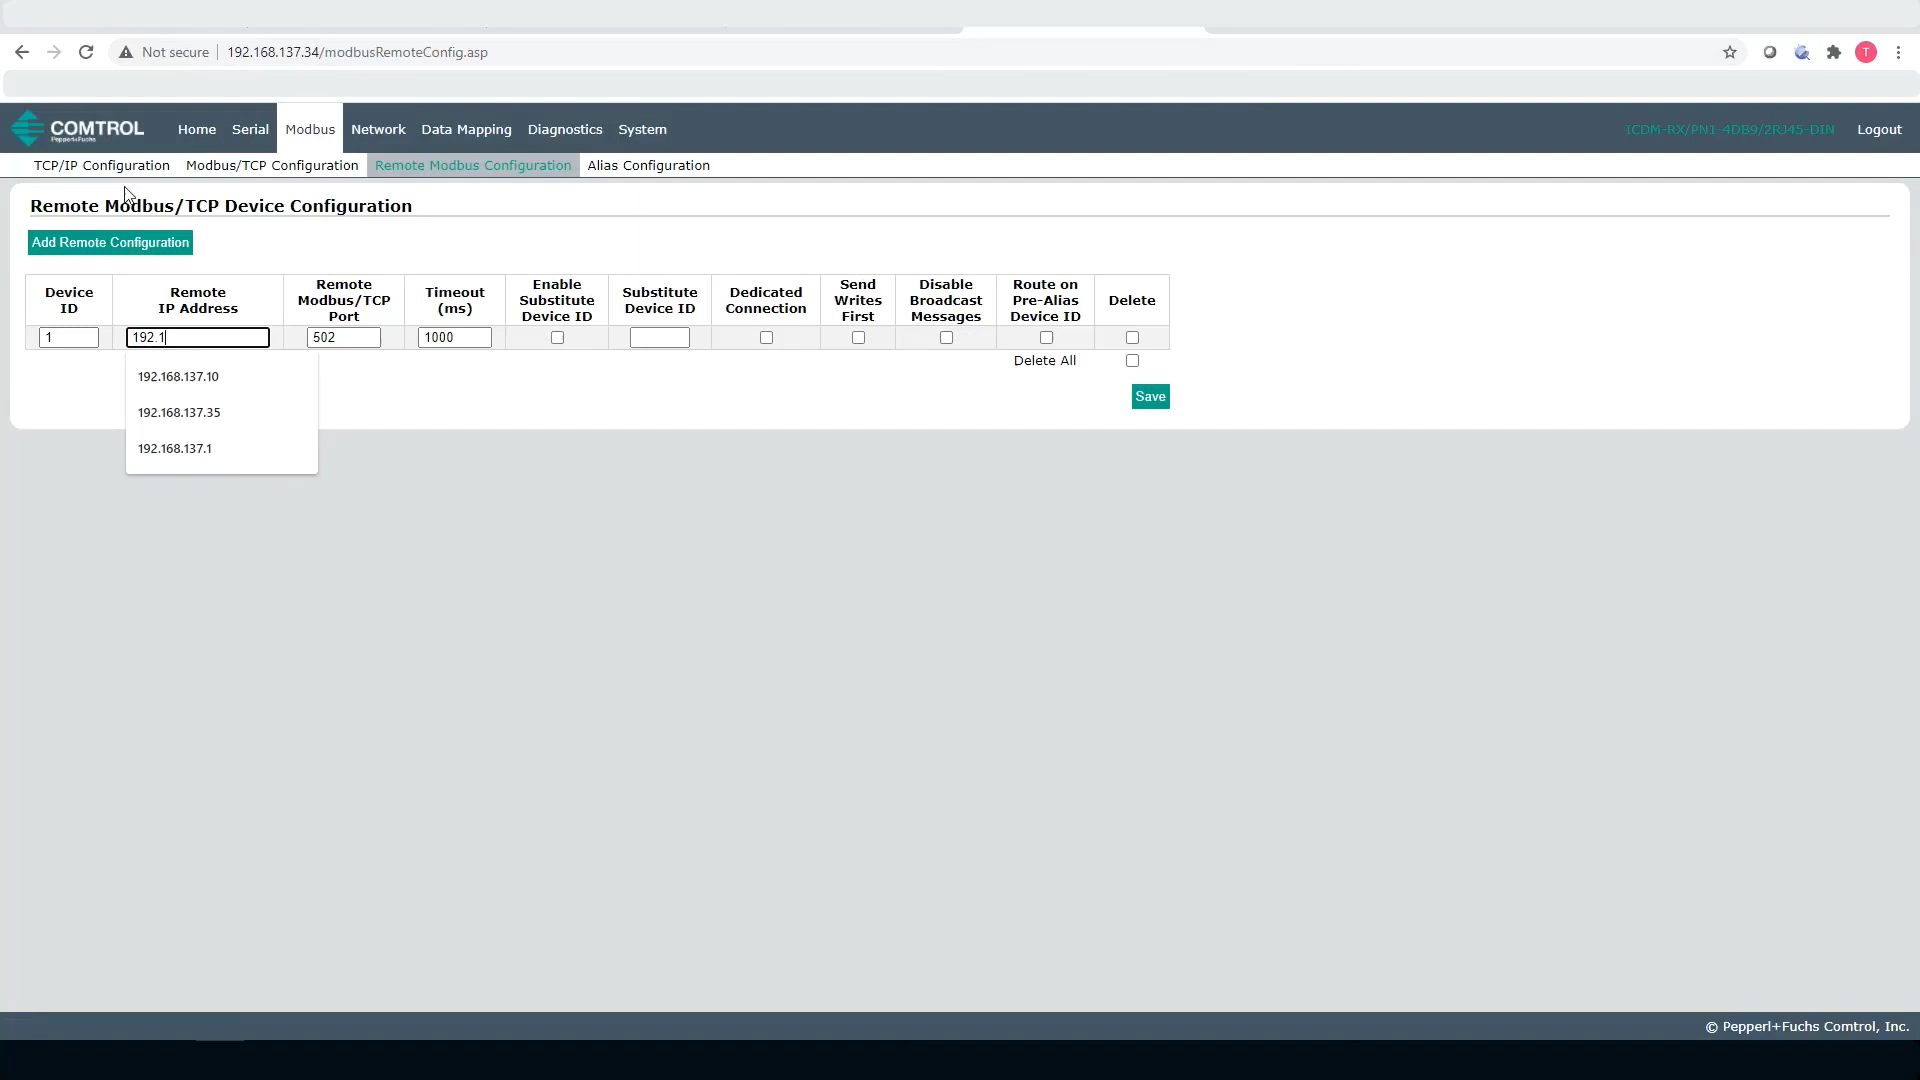 Not secure 192.168.137.34/modbusRemoteConfig.asp T
COMTROL Home Serial Modbus Network Data Mapping Diagnostics System ICDM-RX/PN1-4DB9/2RJ45-DIN Logout
Pepperl+Fuchs
TCP/IP Configuration Modbus/TCP Configuration Remote Modbus Configuration Alias Configuration
Remote Modbus/TCP Device Configuration
Add Remote Configuration
Device ID Remote IP Address Remote Modbus/TCP Port Timeout (ms) Enable Substitute Device ID Substitute Device ID Dedicated Connection Send Writes First Disable Broadcast Messages Route on Pre-Alias Device ID Delete
1 192.1 502 1000
Delete All
192.168.137.10
Save
192.168.137.35
192.168.137.1
© Pepperl+Fuchs Comtrol, Inc.